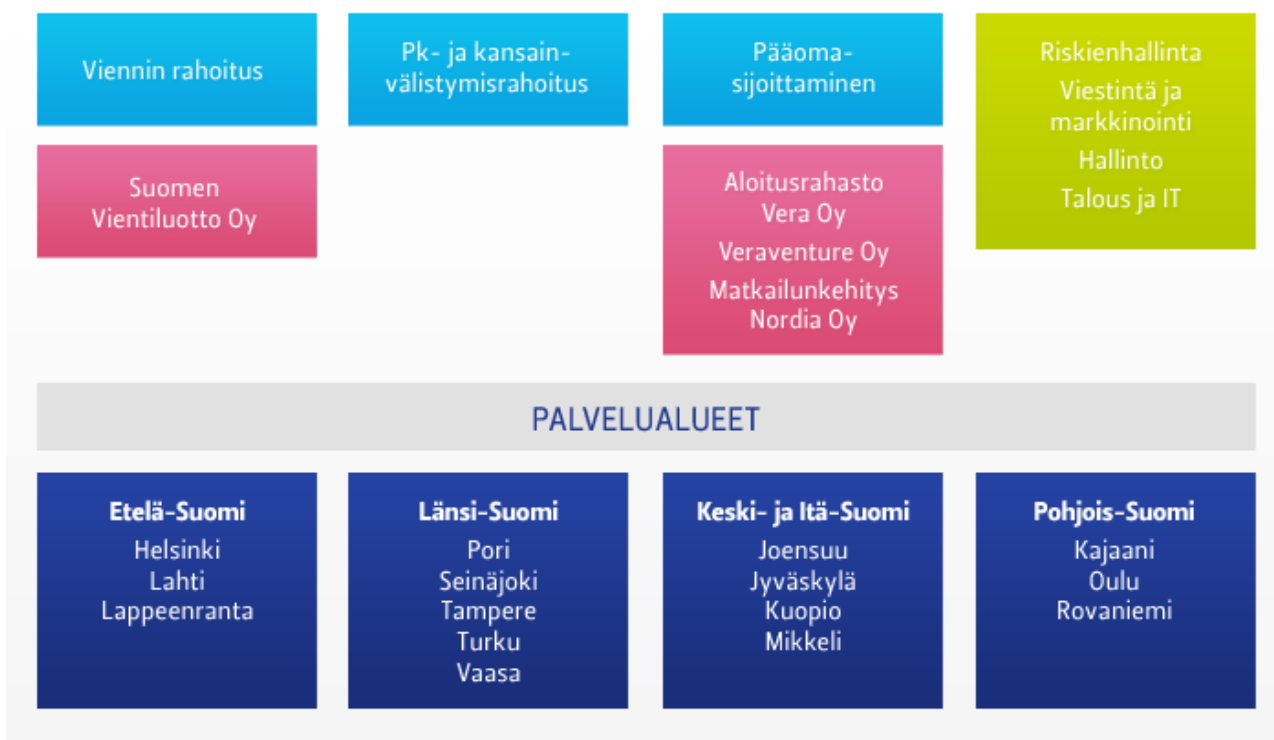 Viennin rahoitus
Pk- ja kansain-
välistymisrahoitus
Pääoma-
sijoittaminen
Riskienhallinta
Viestintä ja
markkinointi
Hallinto
Talous ja IT
Suomen
Vientiluotto Oy
Aloitusrahasto
Vera Oy
Veraventure Oy
Matkailunkehitys
Nordia Oy
PALVELUALUEET
Etelä-Suomi
Helsinki
Lahti
Lappeenranta
Länsi-Suomi
Pori
Seinäjoki
Tampere
Turku
Vaasa
Keski- ja Itä-Suomi
Joensuu
Jyväskylä
Kuopio
Mikkeli
Pohjois-Suomi
Kajaani
Oulu
Rovaniemi